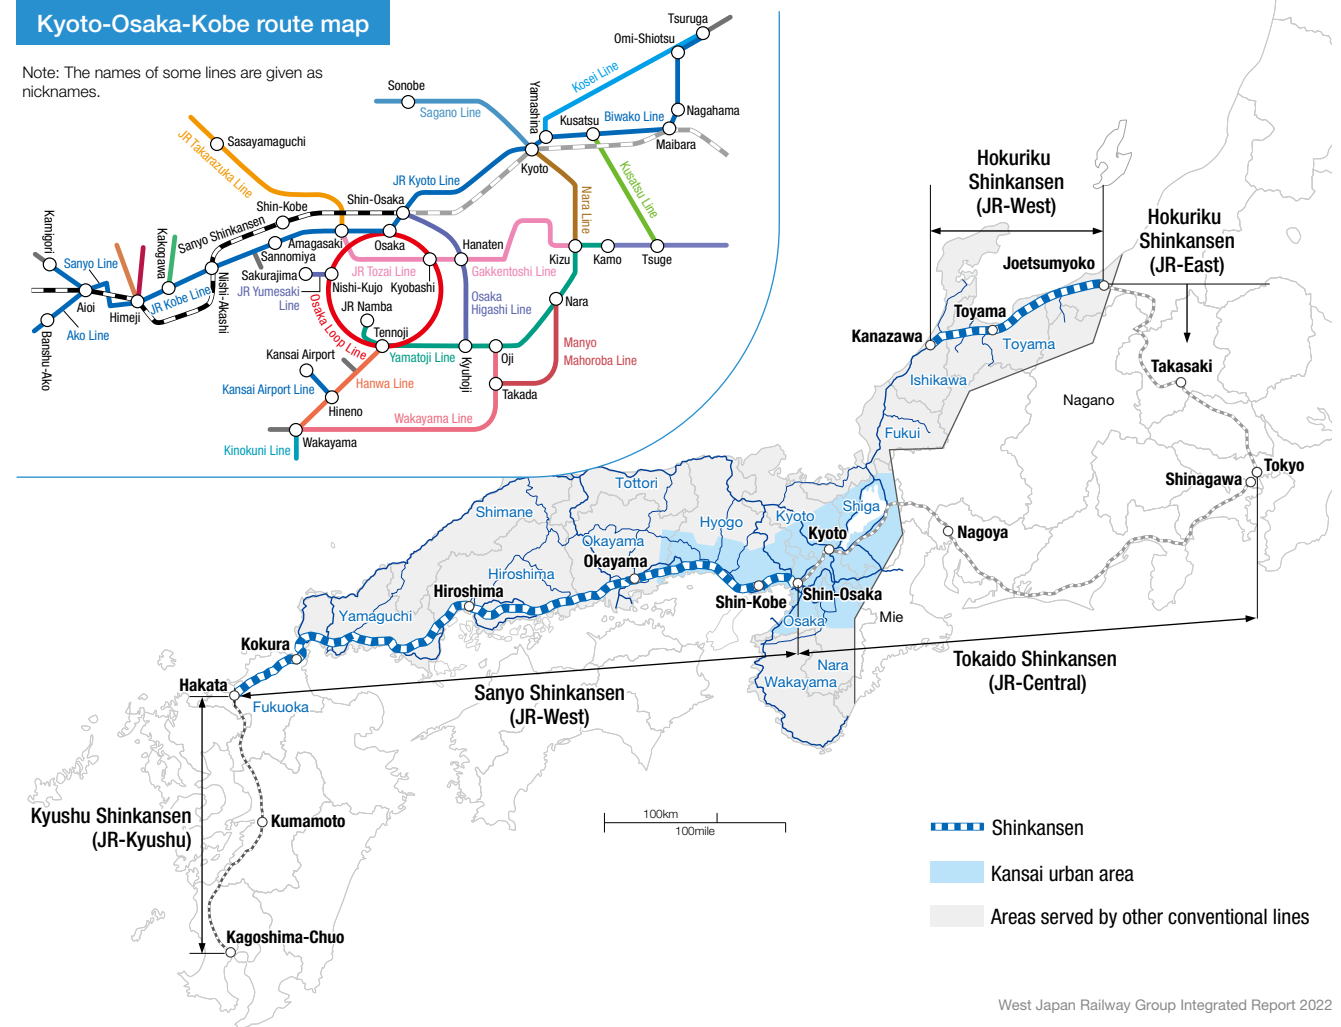 Kyoto-Osaka-Kobe route map
Note: The names of some lines are given as
nicknames.
Tsuruga
Omi-Shiotsu
Kosei Line
Sonobe
Sagano Line
Yamashina
Kusatsu
Biwako Line
Nagahama
Maibara
Kyoto
Kusatsu Line
Sasayamaguchi
JR Takarazuka Line
JR Kyoto Line
Nara Line
Shin-Osaka
Shin-Kobe
Sanyo Shinkansen
Kamigori
Kakogawa
Sanyo Line
Amagasaki
Osaka
Hanaten
Sannomiya
Kizu
Kamo
Tsuge
Sakurajima
JR Tozai Line
Gakkentoshi Line
Nishi-Kujo
Kyobashi
JR Yumesaki
Line
JR Namba
Osaka
Higashi Line
Nara
Aioi
Himeji
JR Kobe Line
Nishi-Akashi
Osaka Loop Line
Ako Line
Banshu-Ako
Tennoji
Yamatoji Line
Kyuhoji
Oji
Manyo
Mahoroba Line
Kansai Airport
Kansai Airport Line
Hanwa Line
Takada
Hineno
Wakayama Line
Wakayama
Kinokuni Line
Hokuriku
Shinkansen
(JR-West)
Hokuriku
Shinkansen
(JR-East)
Joetsumyoko
Toyama
Kanazawa
Toyama
Takasaki
Ishikawa
Nagano
Fukui
Tokyo
Shinagawa
Tottori
Shimane
Hyogo
Kyoto
Shiga
Kyoto
Nagoya
Okayama
Okayama
Hiroshima
Hiroshima
Shin-Kobe
Shin-Osaka
Yamaguchi
Osaka
Mie
Kokura
Nara
Wakayama
Tokaido Shinkansen
(JR-Central)
Hakata
Fukuoka
Sanyo Shinkansen
(JR-West)
Kyushu Shinkansen
(JR-Kyushu)
Kumamoto
Kagoshima-Chuo
100km
100mile
Shinkansen
Kansai urban area
Areas served by other conventional lines
West Japan Railway Group Integrated Report 2022